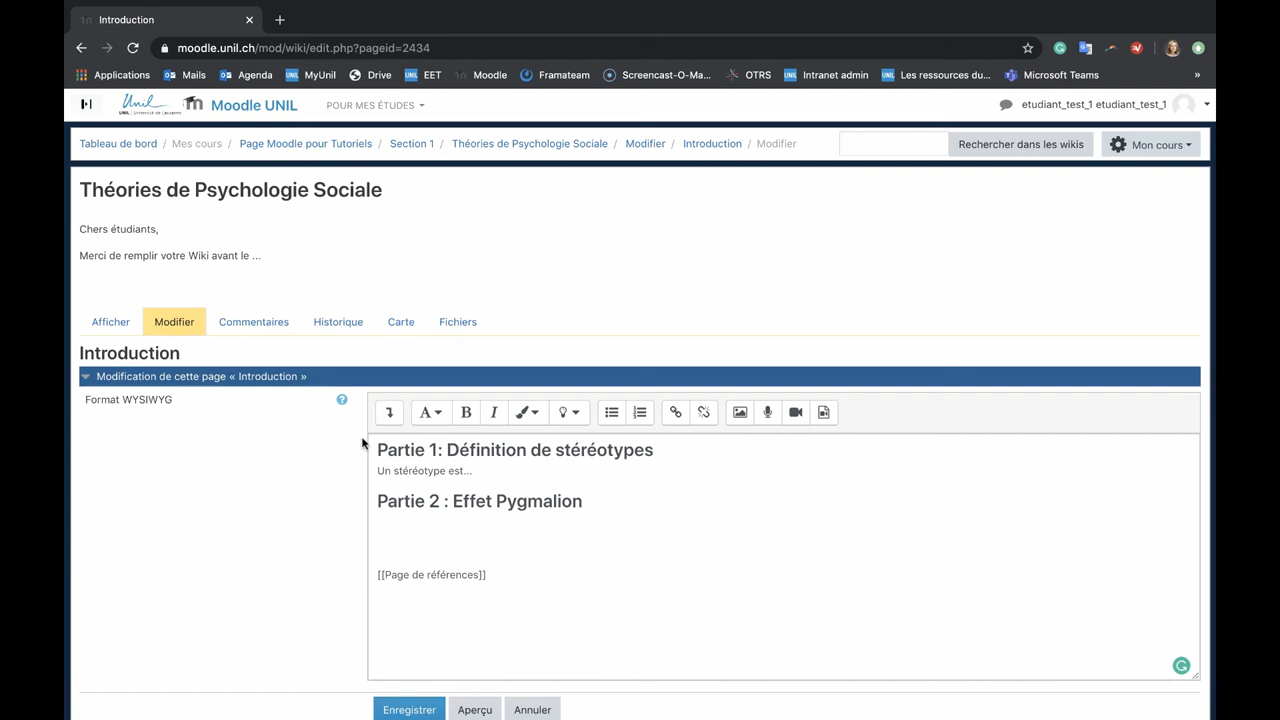 Introduction
moodle.unil.ch/mod/wiki/edit.php?pageid=2434
Applications Mails Agenda MyUnil Drive EET Moodle Framateam Screencast-O-Ma... OTRS Intranet admin Les ressources du... Microsoft Teams »
Unil
UNIL | Université de Lausanne
Moodle UNIL POUR MES ÉTUDES etudiant_test_1 etudiant_test_1
Tableau de bord / Mes cours / Page Moodle pour Tutoriels / Section 1 / Théories de Psychologie Sociale / Modifier / Introduction / Modifier Rechercher dans les wikis Mon cours
Théories de Psychologie Sociale
Chers étudiants,
Merci de remplir votre Wiki avant le ...
Afficher Modifier Commentaires Historique Carte Fichiers
Introduction
Modification de cette page « Introduction »
Format WYSIWYG
A B I
Partie 1: Définition de stéréotypes
Un stéréotype est...
Partie 2 : Effet Pygmalion
[[Page de références]]
Enregistrer Aperçu Annuler